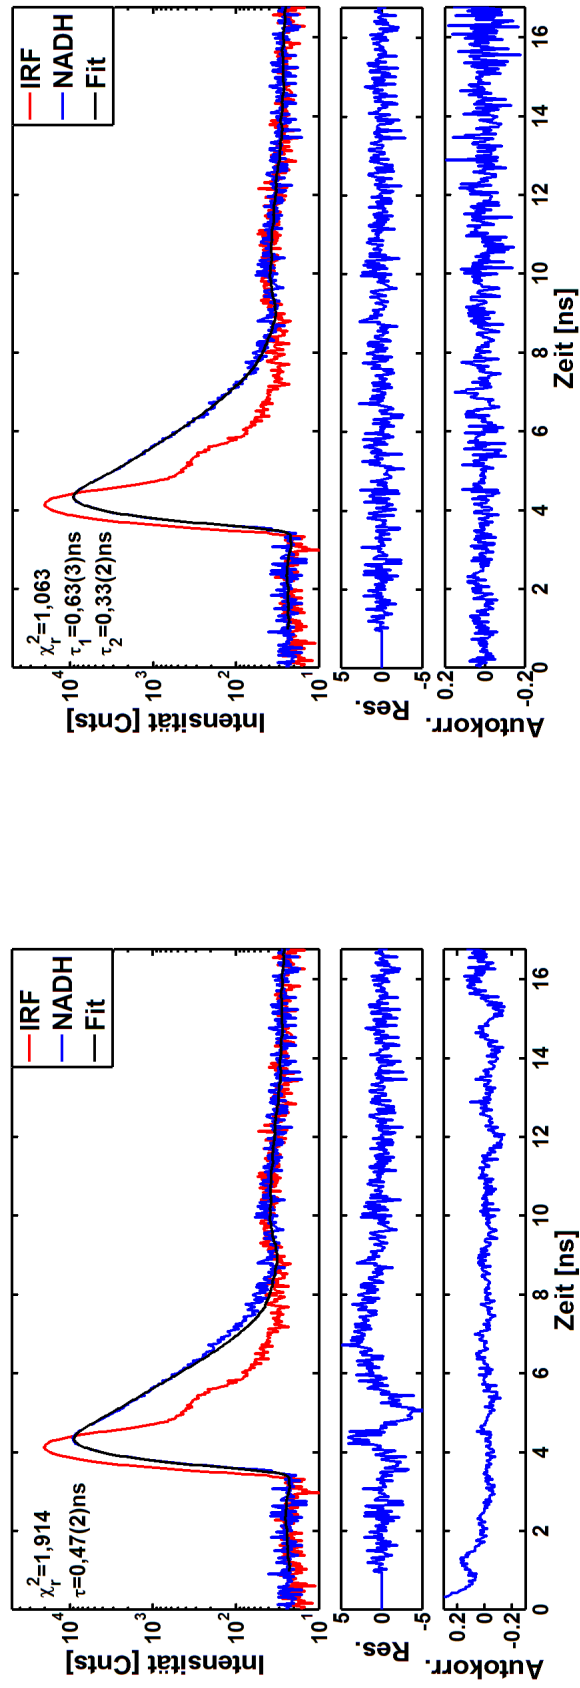 χ²ᵣ=1,914
τ=0,47(2)ns
IRF
NADH
Fit
10⁴
10³
10²
10
Intensität [Cnts]
5
0
-5
Res.
0.2
0
-0.2
Autokorr.
0 2 4 6 8 10 12 14 16
Zeit [ns]
χ²ᵣ=1,063
τ₁=0,63(3)ns
τ₂=0,33(2)ns
IRF
NADH
Fit
10⁴
10³
10²
10
Intensität [Cnts]
5
0
-5
Res.
0.2
0
-0.2
Autokorr.
0 2 4 6 8 10 12 14 16
Zeit [ns]